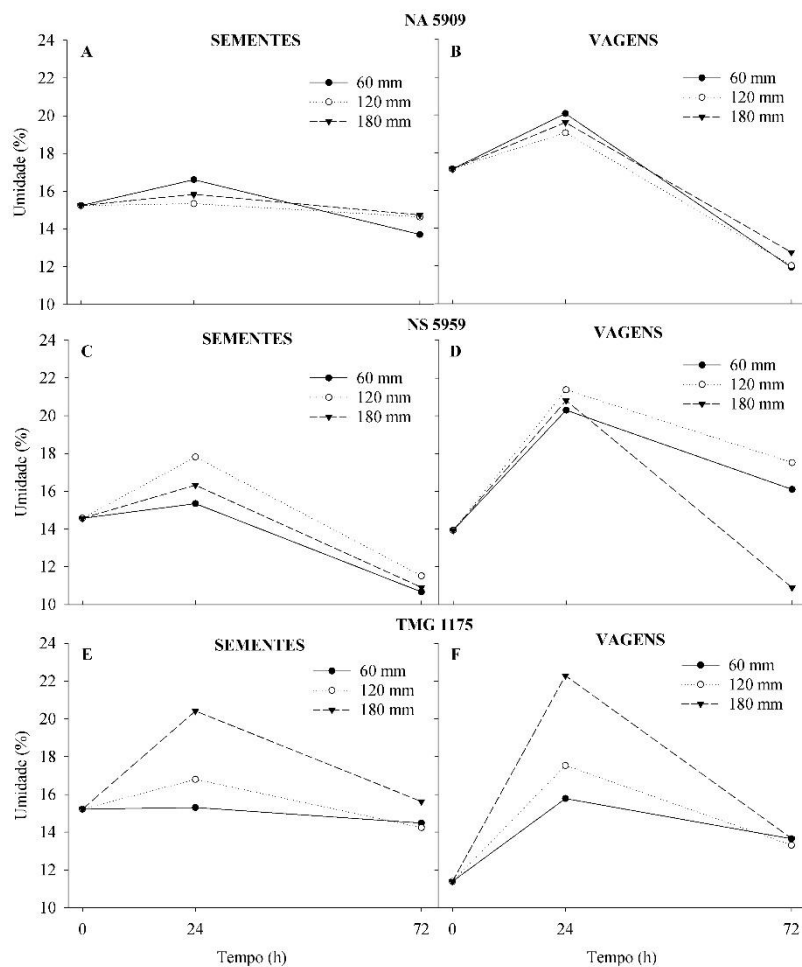 NA 5909
A
SEMENTES
60 mm
120 mm
180 mm
Umidade (%)
24
22
20
18
16
14
12
10
B
VAGENS
60 mm
120 mm
180 mm
NS 5959
C
SEMENTES
60 mm
120 mm
180 mm
Umidade (%)
24
22
20
18
16
14
12
10
D
VAGENS
60 mm
120 mm
180 mm
TMG 1175
E
SEMENTES
60 mm
120 mm
180 mm
Umidade (%)
24
22
20
18
16
14
12
10
0
24
72
Tempo (h)
F
VAGENS
60 mm
120 mm
180 mm
0
24
72
Tempo (h)